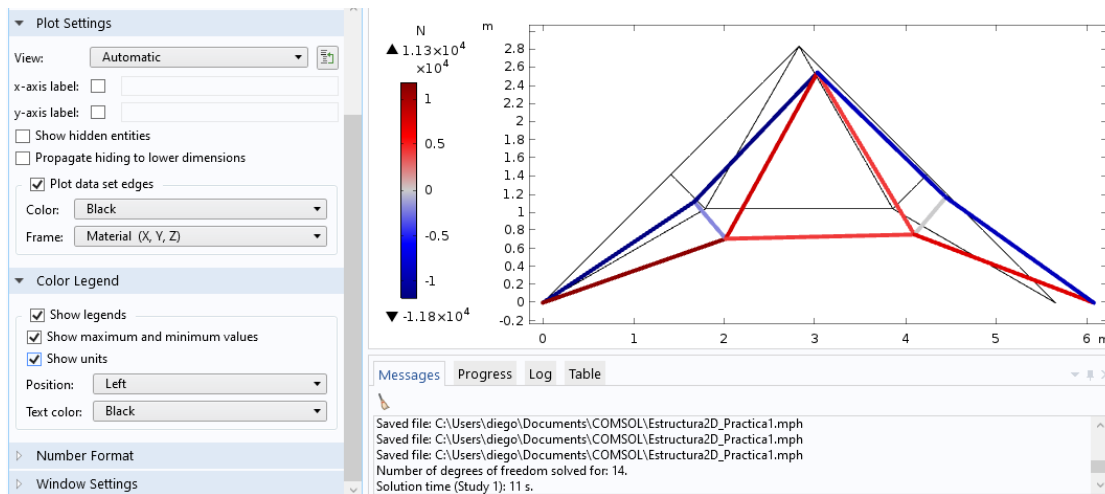 Plot Settings
View: Automatic
x-axis label:
y-axis label:
Show hidden entities
Propagate hiding to lower dimensions
Plot data set edges
Color: Black
Frame: Material (X, Y, Z)
Color Legend
Show legends
Show maximum and minimum values
Show units
Position: Left
Text color: Black
Number Format
Window Settings
N
1.13×10⁴
×10⁴
1
0.5
0
-0.5
-1
-1.18×10⁴
m
2.8
2.6
2.4
2.2
2
1.8
1.6
1.4
1.2
1
0.8
0.6
0.4
0.2
0
-0.2
0 1 2 3 4 5 6 m
Messages Progress Log Table
Saved file: C:\Users\diego\Documents\COMSOL\Estructura2D_Practica1.mph
Saved file: C:\Users\diego\Documents\COMSOL\Estructura2D_Practica1.mph
Saved file: C:\Users\diego\Documents\COMSOL\Estructura2D_Practica1.mph
Number of degrees of freedom solved for: 14.
Solution time (Study 1): 11 s.